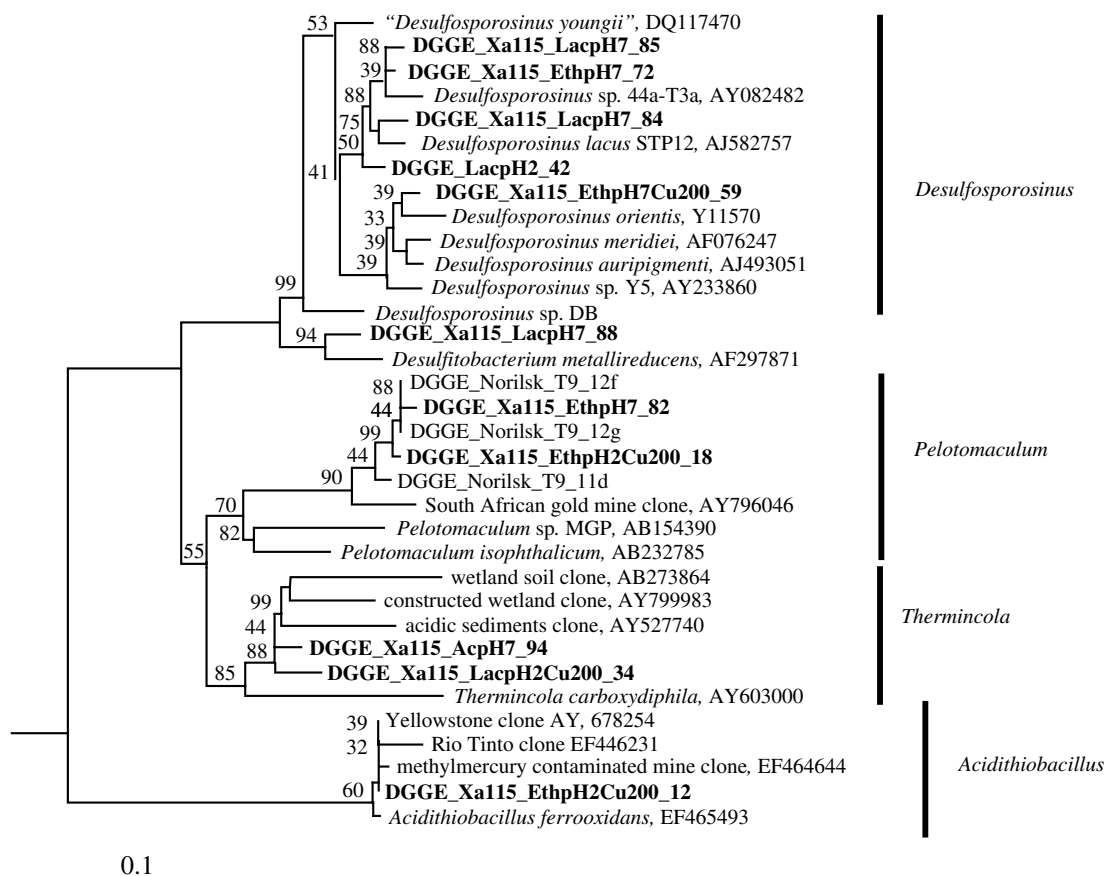 53
"Desulfosporosinus youngii", DQ117470
88
DGGE_Xa115_LacpH7_85
39
DGGE_Xa115_EthpH7_72
88
Desulfosporosinus sp. 44a-T3a, AY082482
75
DGGE_Xa115_LacpH7_84
50
Desulfosporosinus lacus STP12, AJ582757
41
DGGE_LacpH2_42
39
DGGE_Xa115_EthpH7Cu200_59
Desulfosporosinus
33
Desulfosporosinus orientis, Y11570
39
Desulfosporosinus meridiei, AF076247
39
Desulfosporosinus auripigmenti, AJ493051
Desulfosporosinus sp. Y5, AY233860
99
Desulfosporosinus sp. DB
94
DGGE_Xa115_LacpH7_88
Desulfitobacterium metallireducens, AF297871
88
DGGE_Norilsk_T9_12f
44
DGGE_Xa115_EthpH7_82
99
DGGE_Norilsk_T9_12g
44
DGGE_Xa115_EthpH2Cu200_18
Pelotomaculum
90
DGGE_Norilsk_T9_11d
70
South African gold mine clone, AY796046
82
Pelotomaculum sp. MGP, AB154390
55
Pelotomaculum isophthalicum, AB232785
wetland soil clone, AB273864
99
constructed wetland clone, AY799983
Thermincola
44
acidic sediments clone, AY527740
88
DGGE_Xa115_AcpH7_94
85
DGGE_Xa115_LacpH2Cu200_34
Thermincola carboxydiphila, AY603000
39
Yellowstone clone AY, 678254
32
Rio Tinto clone EF446231
methylmercury contaminated mine clone, EF464644
Acidithiobacillus
60
DGGE_Xa115_EthpH2Cu200_12
Acidithiobacillus ferrooxidans, EF465493
0.1